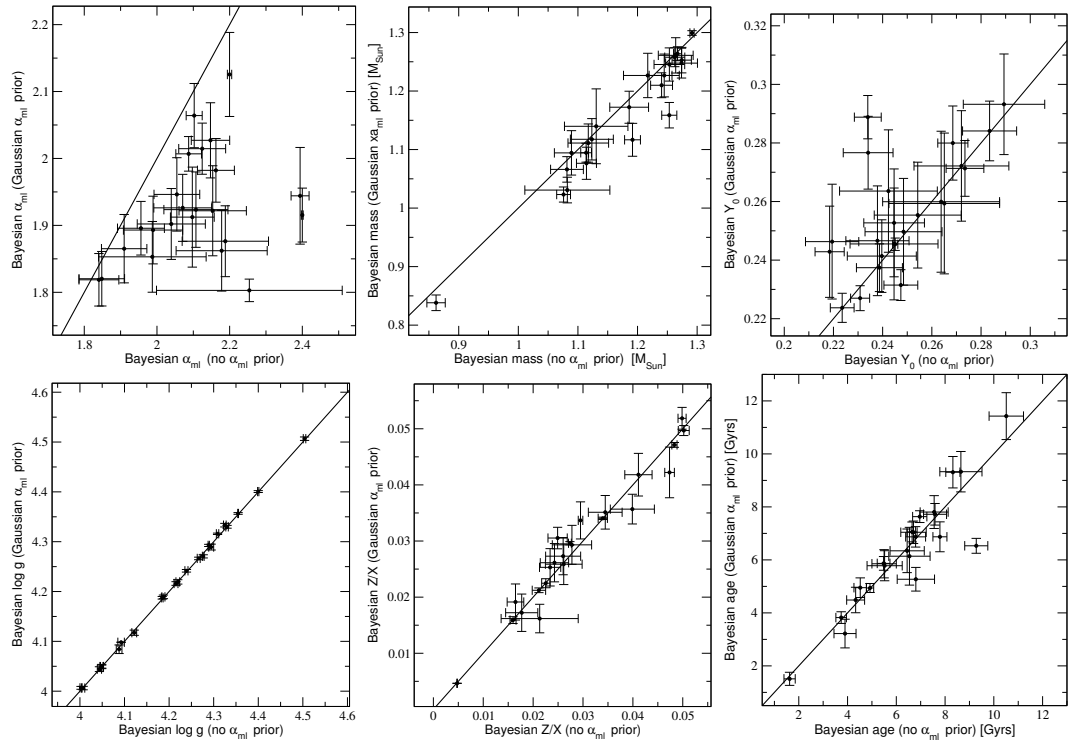 Bayesian α_ml (Gaussian α_ml prior)
2.2
2.1
2
1.9
1.8
1.8 2 2.2 2.4
Bayesian α_ml (no α_ml prior)
Bayesian mass (Gaussian xa_ml prior) [M_Sun]
1.3
1.2
1.1
1
0.9
0.8
0.9 1 1.1 1.2 1.3
Bayesian mass (no α_ml prior) [M_Sun]
Bayesian Y_0 (Gaussian α_ml prior)
0.32
0.3
0.28
0.26
0.24
0.22
0.2 0.22 0.24 0.26 0.28 0.3
Bayesian Y_0 (no α_ml prior)
Bayesian log g (Gaussian α_ml prior)
4.6
4.5
4.4
4.3
4.2
4.1
4
4 4.1 4.2 4.3 4.4 4.5 4.6
Bayesian log g (no α_ml prior)
Bayesian Z/X (Gaussian α_ml prior)
0.05
0.04
0.03
0.02
0.01
0
0 0.01 0.02 0.03 0.04 0.05
Bayesian Z/X (no α_ml prior)
Bayesian age (Gaussian α_ml prior) [Gyrs]
12
10
8
6
4
2
2 4 6 8 10 12
Bayesian age (no α_ml prior) [Gyrs]